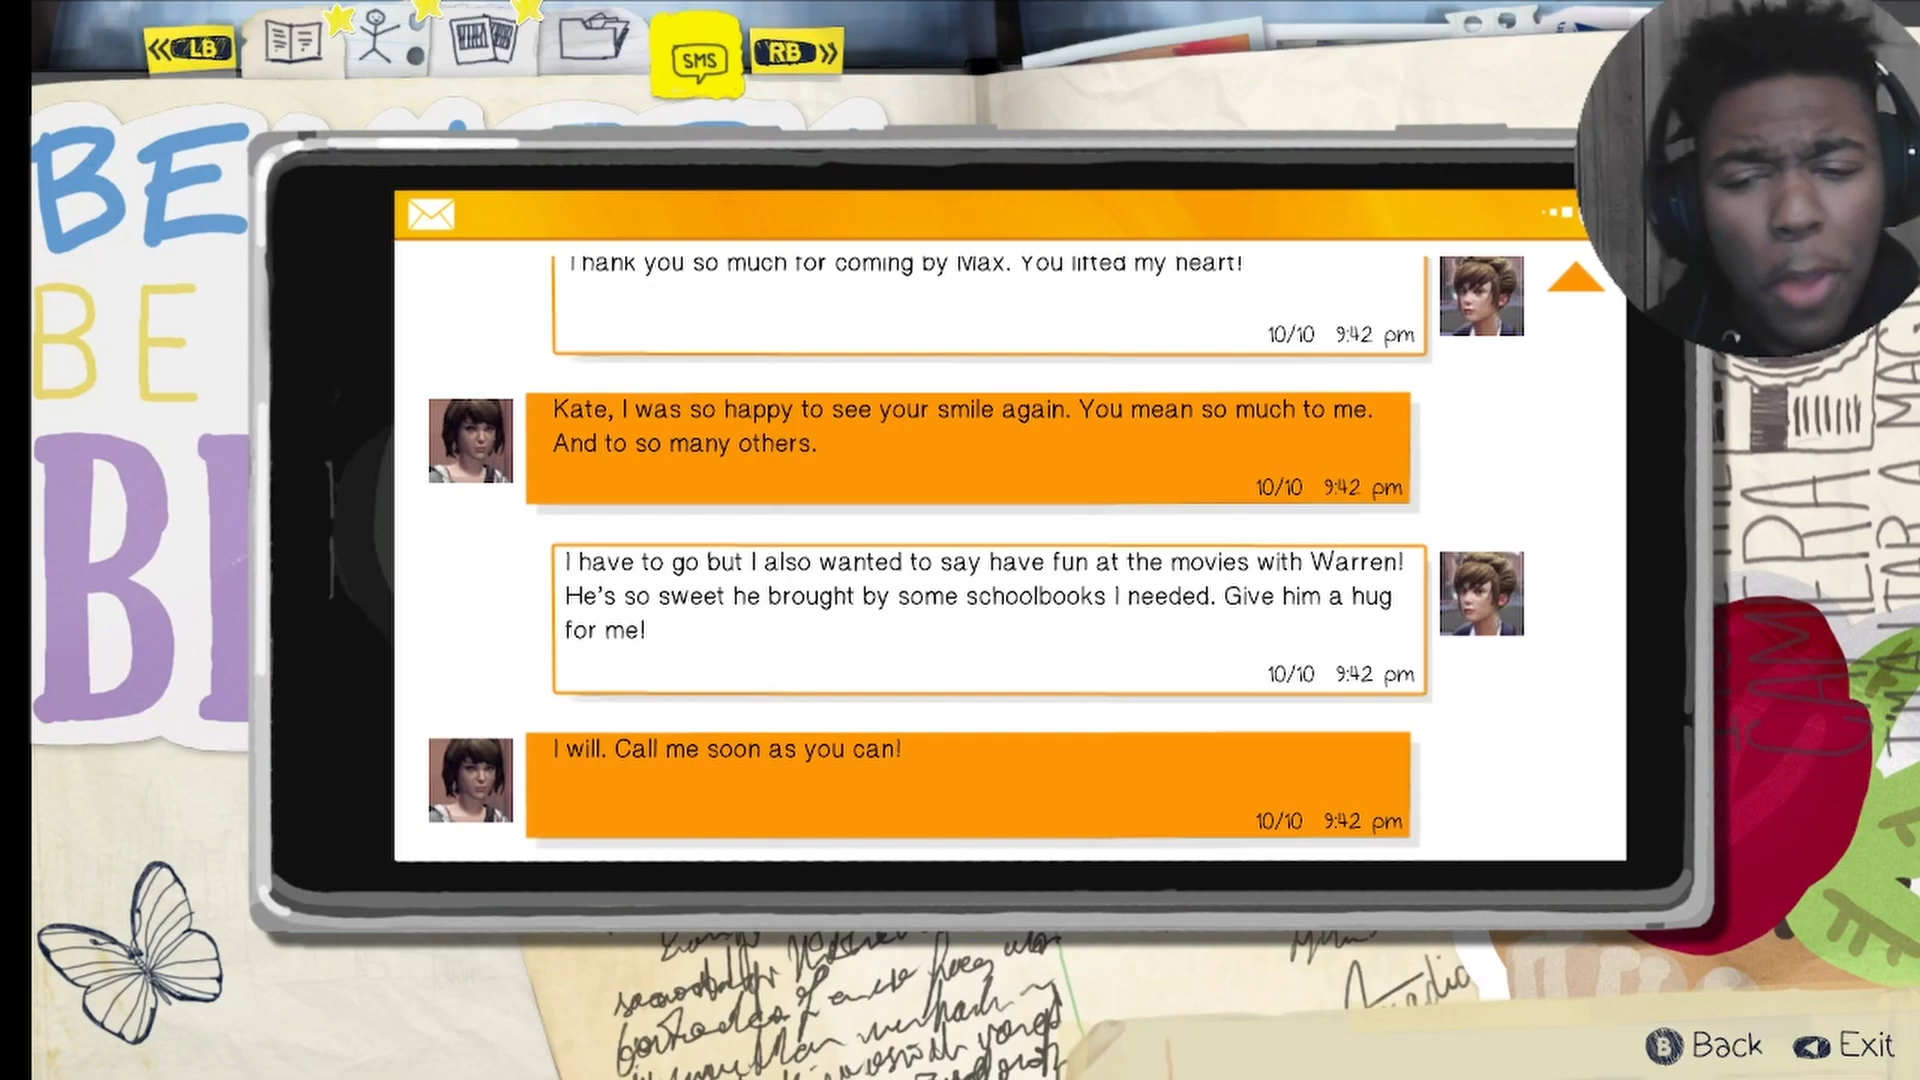 LB
SMS
RB
BE
BE
Thank you so much for coming by Max. You lifted my heart!
10/10 9:42 pm
Kate, I was so happy to see your smile again. You mean so much to me.
And to so many others.
10/10 9:42 pm
I have to go but I also wanted to say have fun at the movies with Warren!
He's so sweet he brought by some schoolbooks I needed. Give him a hug
for me!
10/10 9:42 pm
I will. Call me soon as you can!
10/10 9:42 pm
B Back Exit